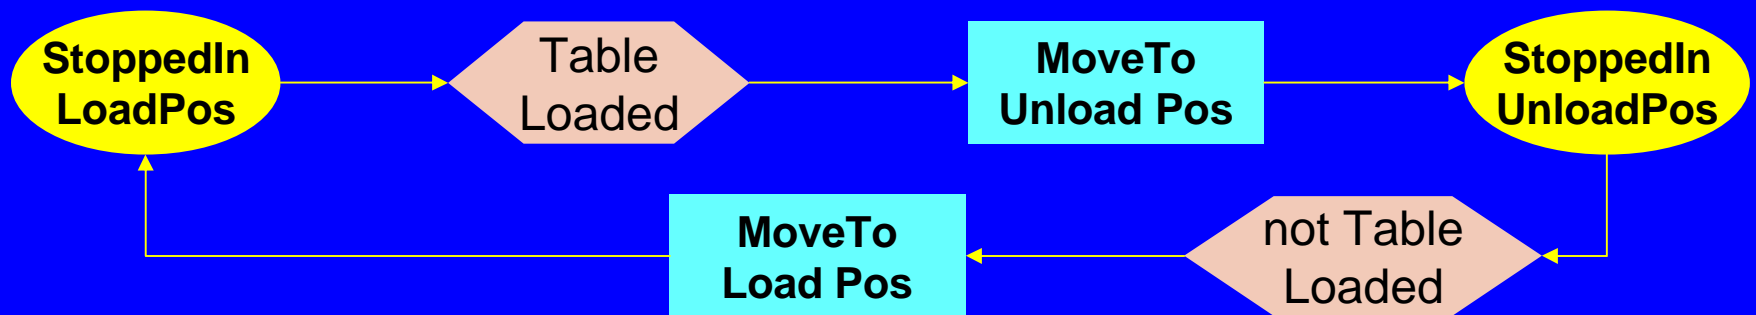 StoppedIn
LoadPos
Table
Loaded
MoveTo
Unload Pos
StoppedIn
UnloadPos
MoveTo
Load Pos
not Table
Loaded